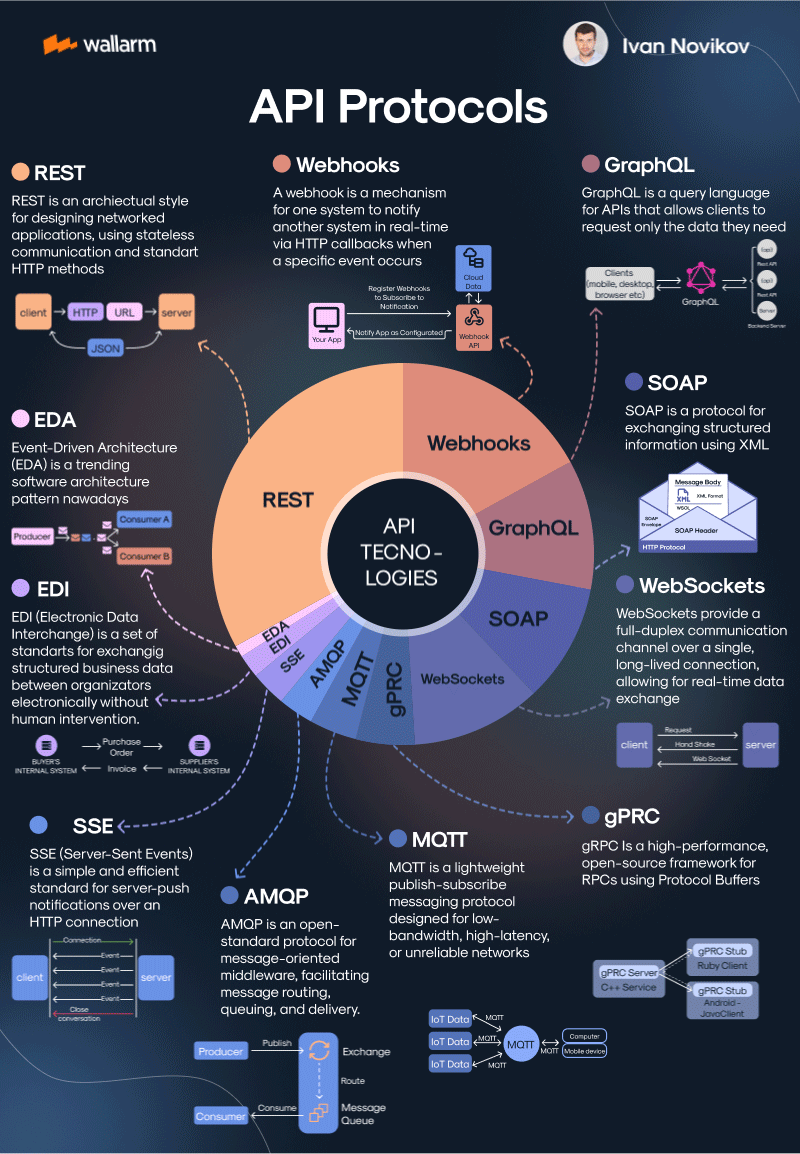 wallarm
Ivan Novikov
API Protocols
REST
REST is an archiectual style
for designing networked
applications, using stateless
communication and standart
HTTP methods
client
HTTP
URL
server
JSON
Webhooks
A webhook is a mechanism
for one system to notify
another system in real-time
via HTTP callbacks when
a specific event occurs
Cloud
Data
Register Webhooks
to Subscribe to
Notification
Your App
Notify App as Configurated
Webhook
API
GraphQL
GraphQL is a query language
for APIs that allows clients to
request only the data they need
Clients
(mobile, desktop,
browser etc)
GraphQL
Rest API
Rest API
Server
Backend Server
SOAP
SOAP is a protocol for
exchanging structured
information using XML
Message Body
XML
XML Format
WSDL
SOAP
Envelope
SOAP Header
HTTP Protocol
EDA
Event-Driven Architecture
(EDA) is a trending
software architecture
pattern nawadays
Producer
Consumer A
Consumer B
REST
Webhooks
GraphQL
SOAP
WebSockets
gPRC
MQTT
AMQP
SSE
EDI
EDA
API
TECNO-
LOGIES
EDI
EDI (Electronic Data
Interchange) is a set of
standarts for exchangig
structured business data
between organizators
electronically without
human intervention.
BUYER'S
INTERNAL SYSTEM
Purchase
Order
Invoice
SUPPLIER'S
INTERNAL SYSTEM
WebSockets
WebSockets provide a
full-duplex communication
channel over a single,
long-lived connection,
allowing for real-time data
exchange
client
Request
Hand Shake
Web Socket
server
SSE
SSE (Server-Sent Events)
is a simple and efficient
standard for server-push
notifications over an
HTTP connection
client
Connection
Event
Event
Event
Event
Close
conversation
server
AMQP
AMQP is an open-
standard protocol for
message-oriented
middleware, facilitating
message routing,
queuing, and delivery.
Producer
Publish
Exchange
Route
Consumer
Consume
Message
Queue
MQTT
MQTT is a lightweight
publish-subscribe
messaging protocol
designed for low-
bandwidth, high-latency,
or unreliable networks
IoT Data
IoT Data
IoT Data
MQTT
MQTT
MQTT
MQTT
MQTT
Computer
Mobile device
gPRC
gRPC Is a high-performance,
open-source framework for
RPCs using Protocol Buffers
gPRC Server
C++ Service
gPRC Stub
Ruby Client
gPRC Stub
Android -
JavaClient